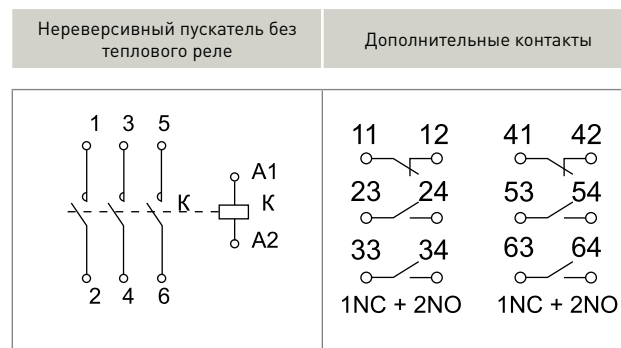 Нереверсивный пускатель без
теплового реле
Дополнительные контакты
1 3 5
A1
К К
A2
2 4 6
11 12 41 42
23 24 53 54
33 34 63 64
1NC + 2NO 1NC + 2NO